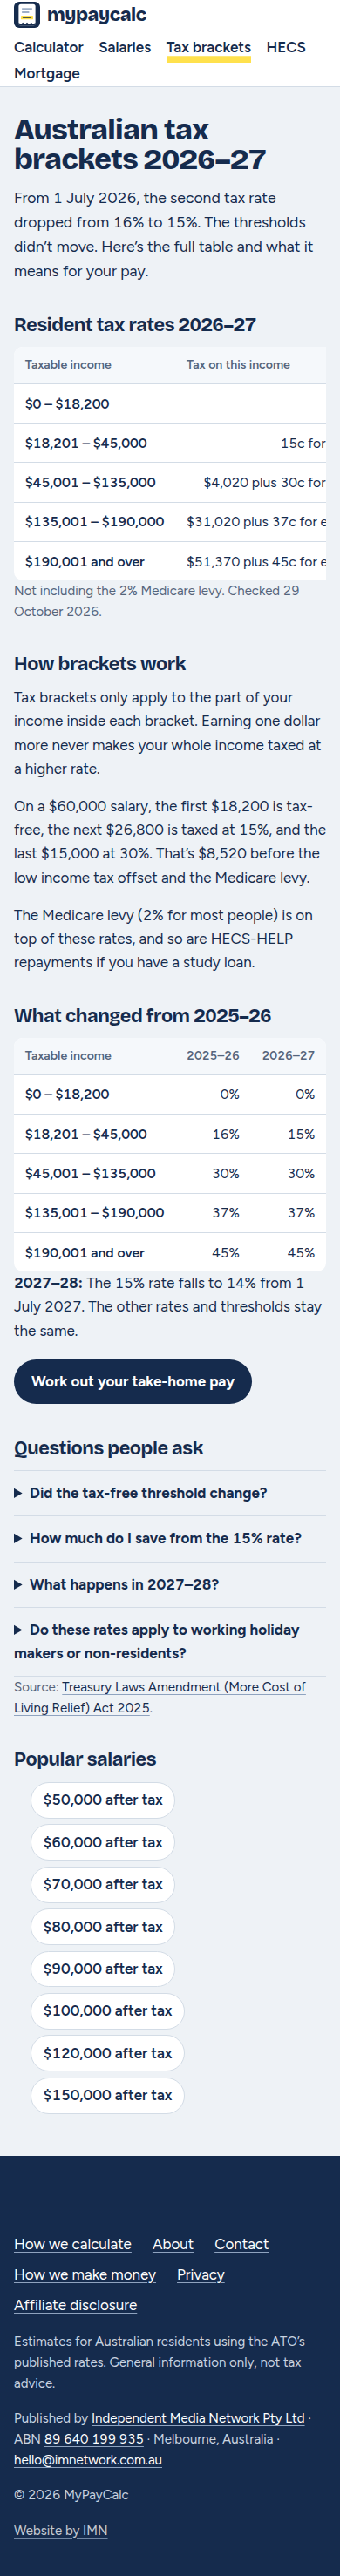 mypaycalc
Calculator Salaries Tax brackets HECS
Mortgage
Australian tax
brackets 2026–27
From 1 July 2026, the second tax rate
dropped from 16% to 15%. The thresholds
didn’t move. Here’s the full table and what it
means for your pay.
Resident tax rates 2026–27
Taxable income Tax on this income
$0 – $18,200
$18,201 – $45,000 15c for
$45,001 – $135,000 $4,020 plus 30c for
$135,001 – $190,000 $31,020 plus 37c for e
$190,001 and over $51,370 plus 45c for e
Not including the 2% Medicare levy. Checked 29
October 2026.
How brackets work
Tax brackets only apply to the part of your
income inside each bracket. Earning one dollar
more never makes your whole income taxed at
a higher rate.
On a $60,000 salary, the first $18,200 is tax-
free, the next $26,800 is taxed at 15%, and the
last $15,000 at 30%. That’s $8,520 before the
low income tax offset and the Medicare levy.
The Medicare levy (2% for most people) is on
top of these rates, and so are HECS-HELP
repayments if you have a study loan.
What changed from 2025–26
Taxable income 2025–26 2026–27
$0 – $18,200 0% 0%
$18,201 – $45,000 16% 15%
$45,001 – $135,000 30% 30%
$135,001 – $190,000 37% 37%
$190,001 and over 45% 45%
2027–28: The 15% rate falls to 14% from 1
July 2027. The other rates and thresholds stay
the same.
Work out your take-home pay
Questions people ask
Did the tax-free threshold change?
How much do I save from the 15% rate?
What happens in 2027–28?
Do these rates apply to working holiday
makers or non-residents?
Source: Treasury Laws Amendment (More Cost of
Living Relief) Act 2025.
Popular salaries
$50,000 after tax
$60,000 after tax
$70,000 after tax
$80,000 after tax
$90,000 after tax
$100,000 after tax
$120,000 after tax
$150,000 after tax
How we calculate About Contact
How we make money Privacy
Affiliate disclosure
Estimates for Australian residents using the ATO’s
published rates. General information only, not tax
advice.
Published by Independent Media Network Pty Ltd ·
ABN 89 640 199 935 · Melbourne, Australia ·
hello@imnetwork.com.au
© 2026 MyPayCalc
Website by IMN